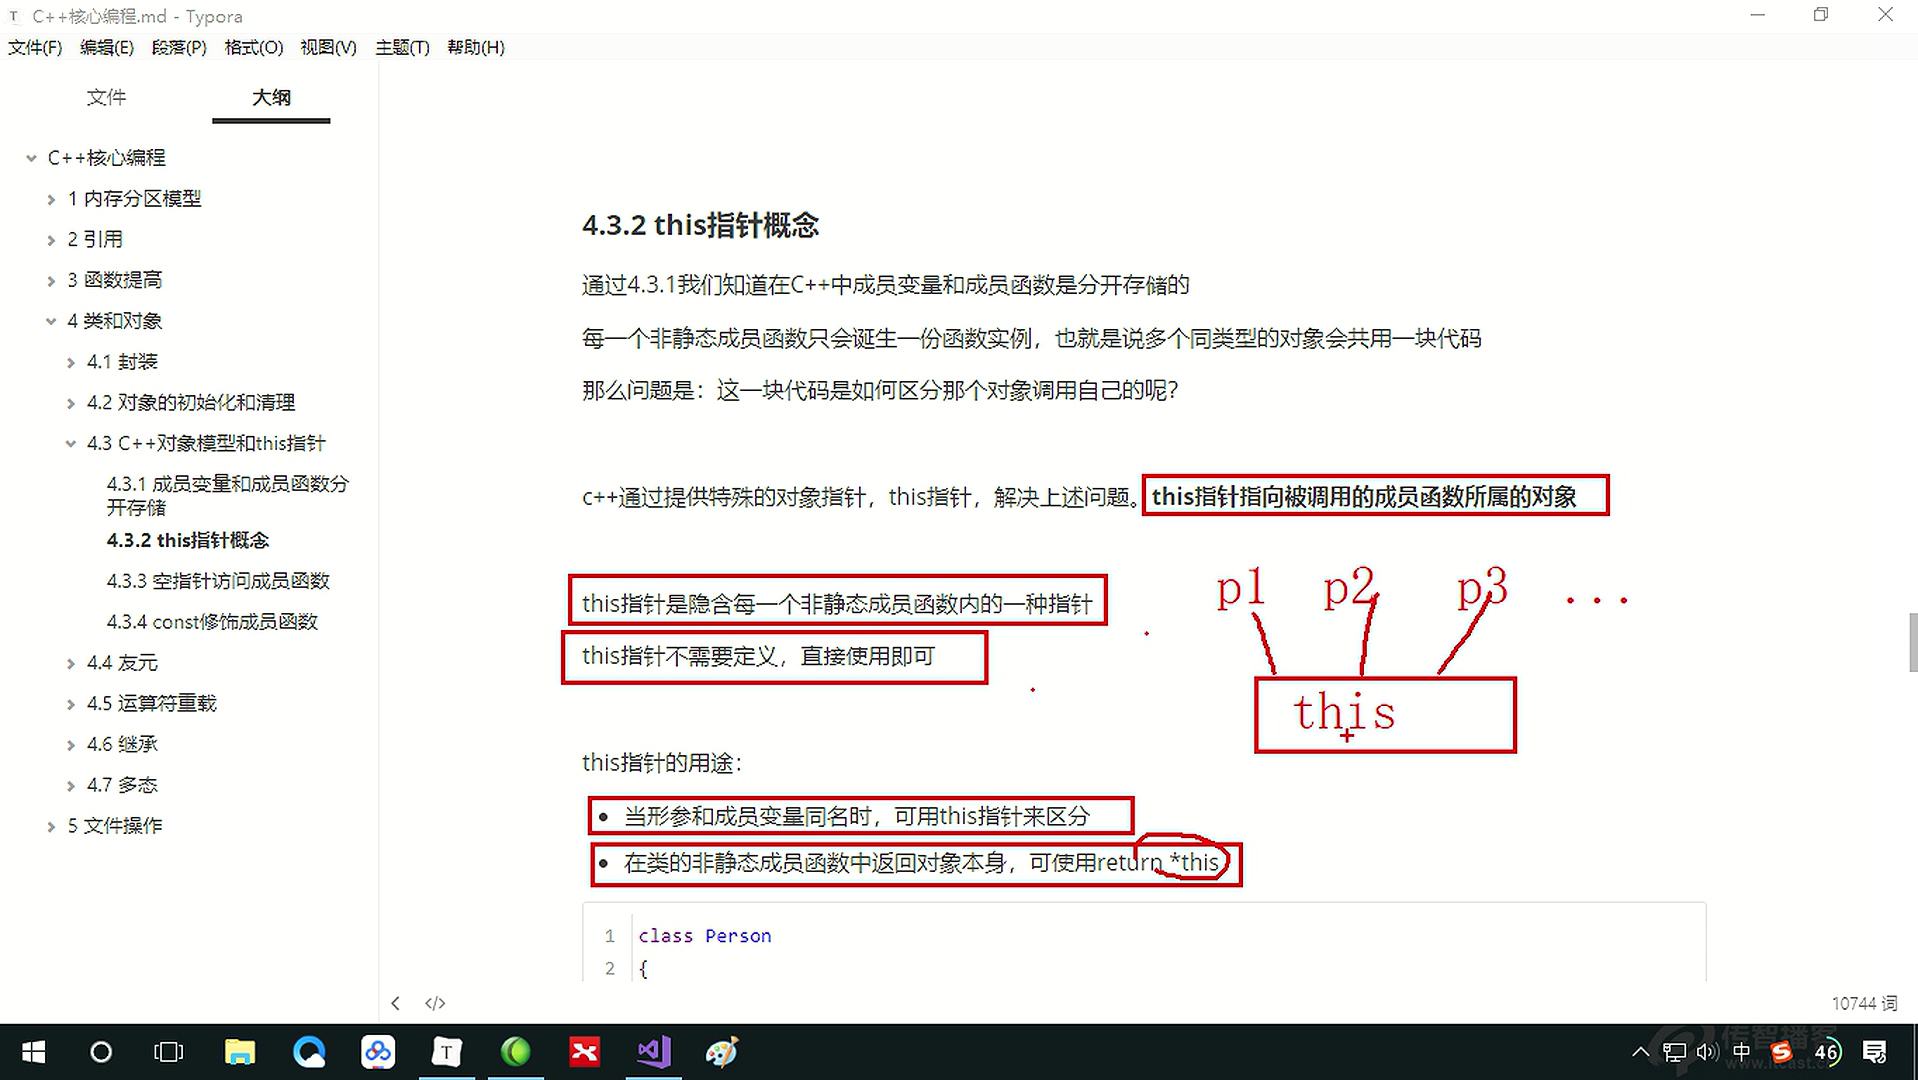 C++核心编程.md - Typora
文件(F) 编辑(E) 段落(P) 格式(O) 视图(V) 主题(T) 帮助(H)
文件 大纲
C++核心编程
1 内存分区模型
2 引用
3 函数提高
4 类和对象
4.1 封装
4.2 对象的初始化和清理
4.3 C++对象模型和this指针
4.3.1 成员变量和成员函数分
开存储
4.3.2 this指针概念
4.3.3 空指针访问成员函数
4.3.4 const修饰成员函数
4.4 友元
4.5 运算符重载
4.6 继承
4.7 多态
5 文件操作
4.3.2 this指针概念
通过4.3.1我们知道在C++中成员变量和成员函数是分开存储的
每一个非静态成员函数只会诞生一份函数实例，也就是说多个同类型的对象会共用一块代码
那么问题是：这一块代码是如何区分那个对象调用自己的呢？
c++通过提供特殊的对象指针，this指针，解决上述问题。this指针指向被调用的成员函数所属的对象
this指针是隐含每一个非静态成员函数内的一种指针
this指针不需要定义，直接使用即可
p1 p2 p3 ...
this
this指针的用途：
• 当形参和成员变量同名时，可用this指针来区分
• 在类的非静态成员函数中返回对象本身，可使用return *this
1 class Person
2 {
10744 词
中 46
传智播客
www.itcast.c